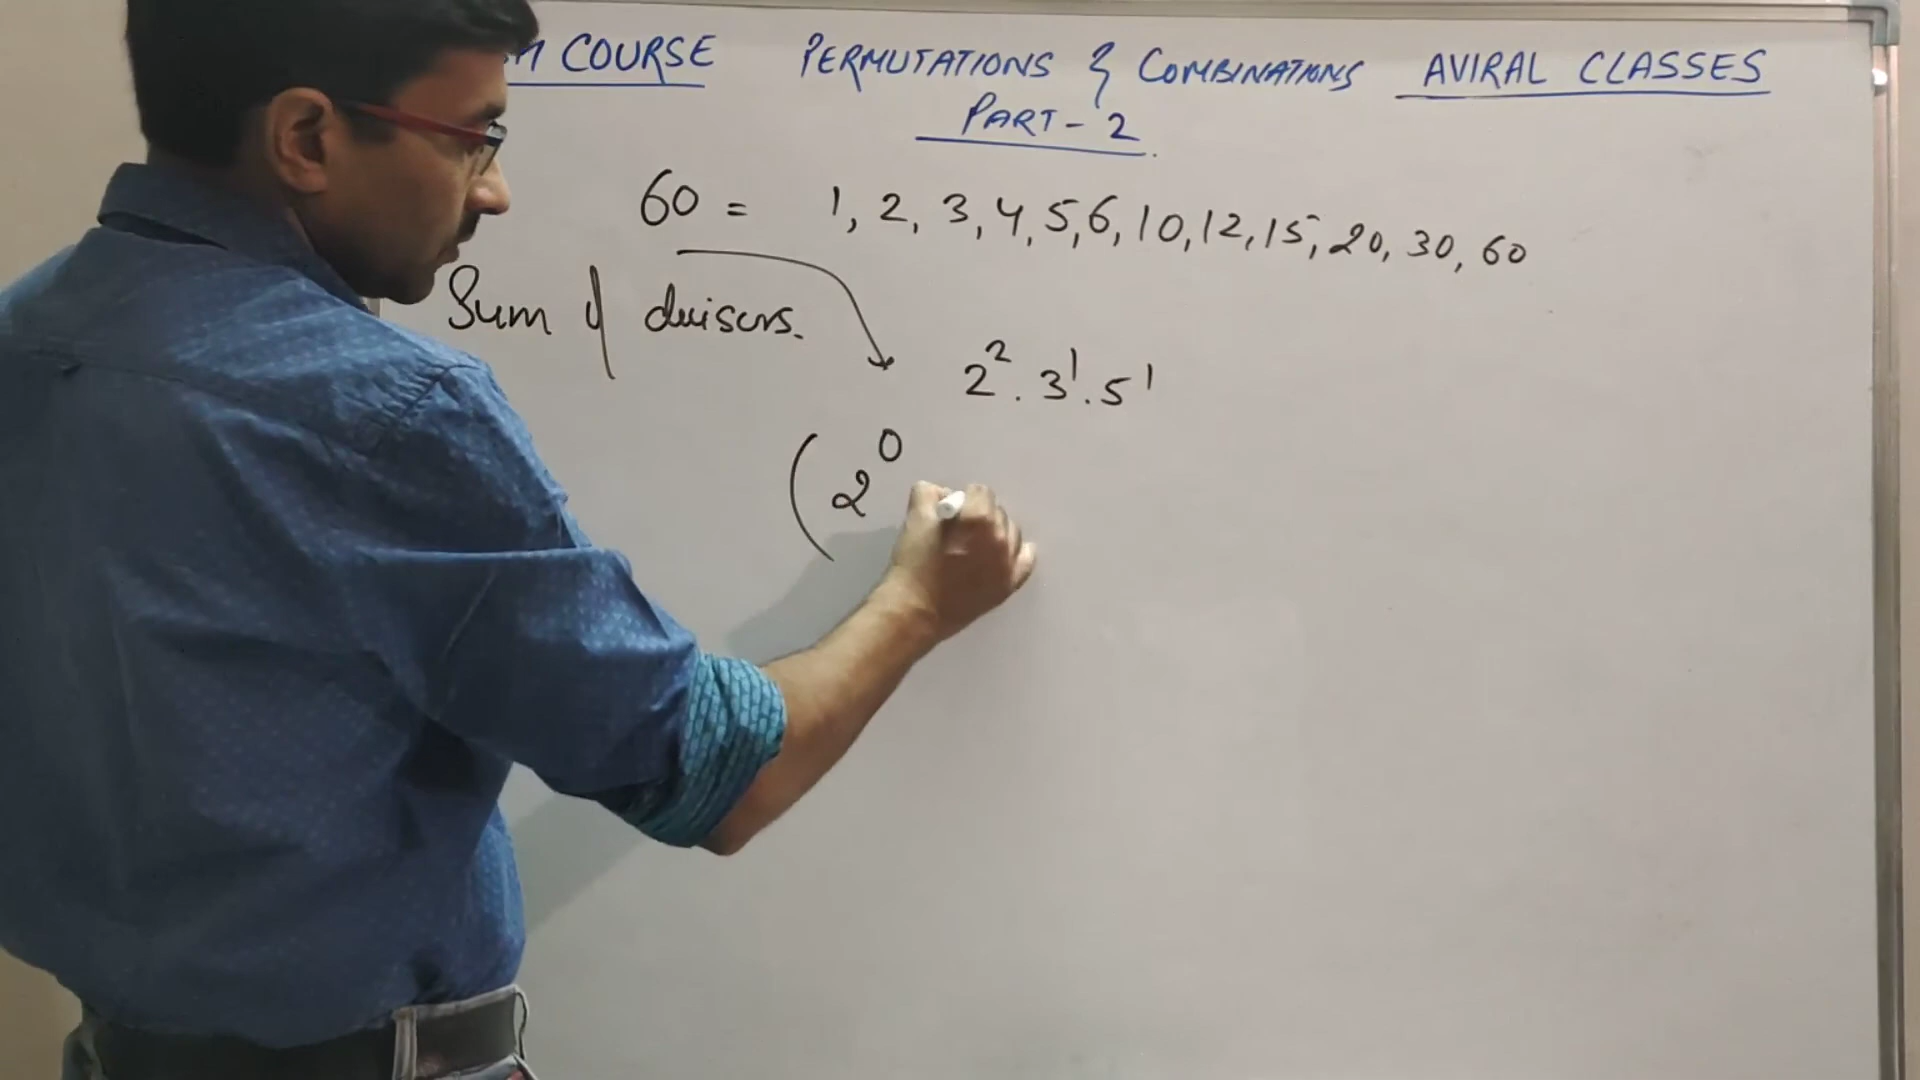 COURSE PERMUTATIONS & COMBINATIONS AVIRAL CLASSES
PART-2
60 = 1, 2, 3, 4, 5, 6, 10, 12, 15, 20, 30, 60
Sum of divisors.
2². 3¹. 5¹
(2⁰